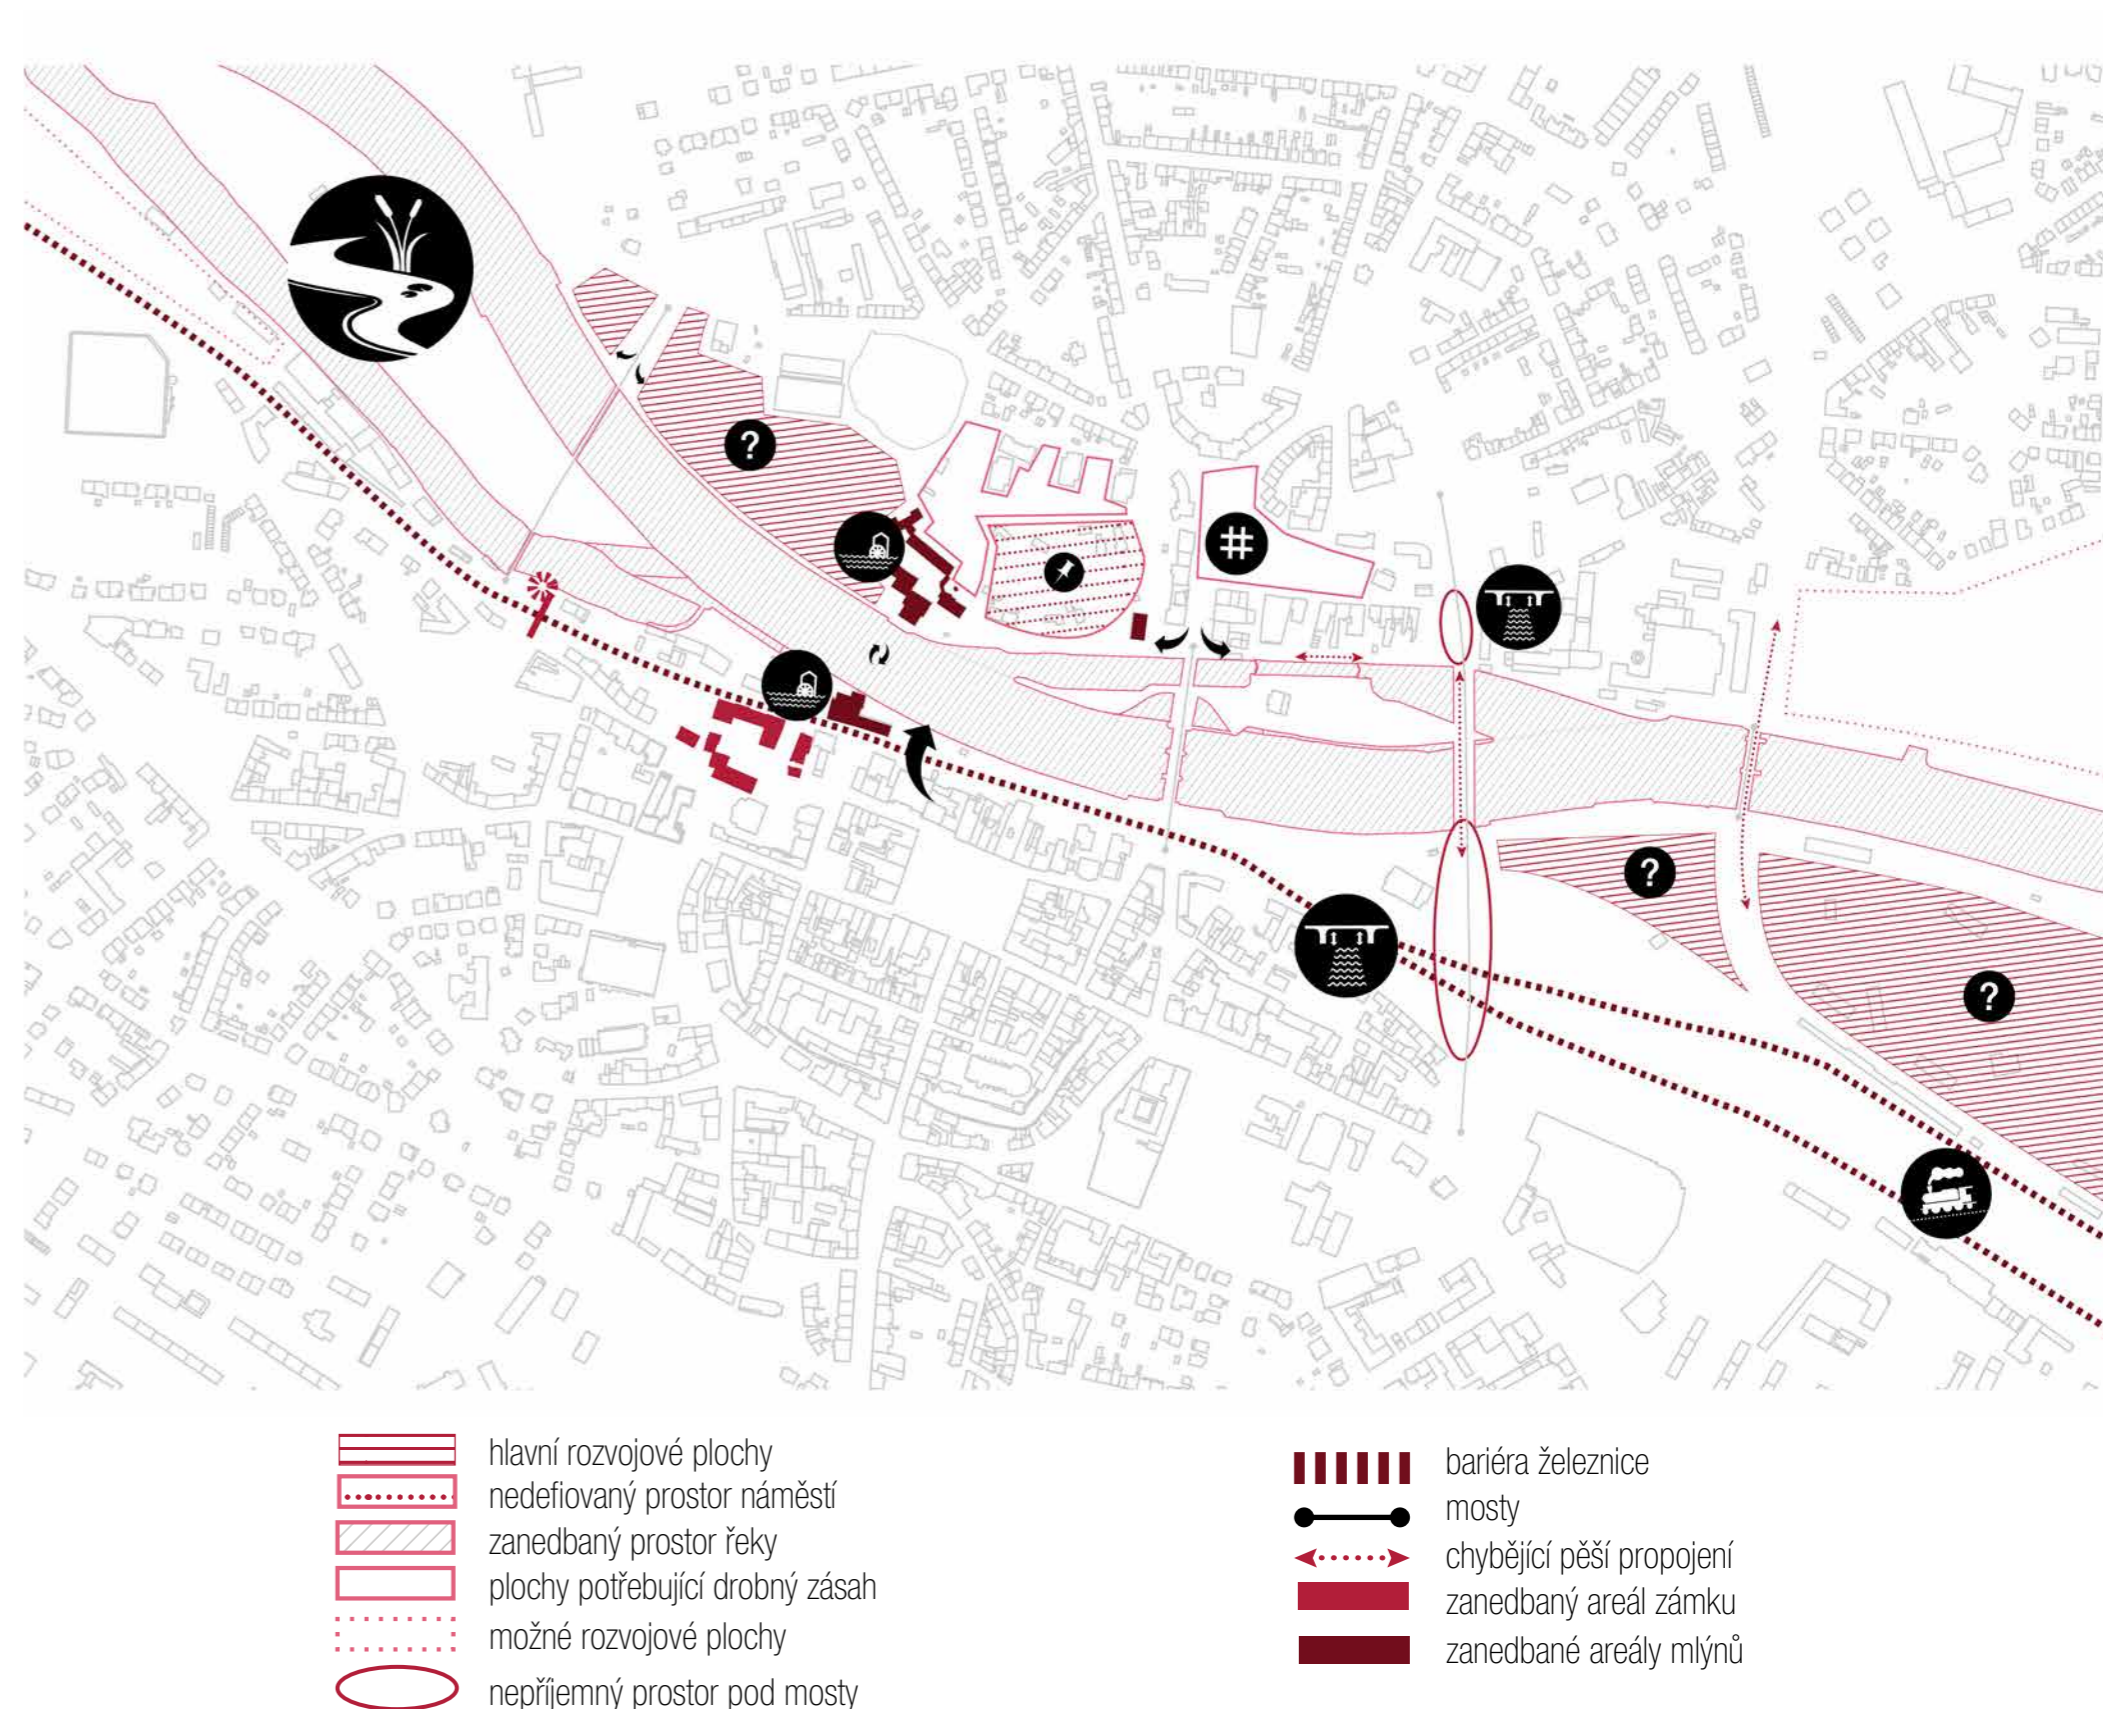 ?
#
?
?
hlavní rozvojové plochy
nedefiovaný prostor náměstí
zanedbaný prostor řeky
plochy potřebující drobný zásah
možné rozvojové plochy
nepříjemný prostor pod mosty
bariéra železnice
mosty
chybějící pěší propojení
zanedbaný areál zámku
zanedbané areály mlýnů